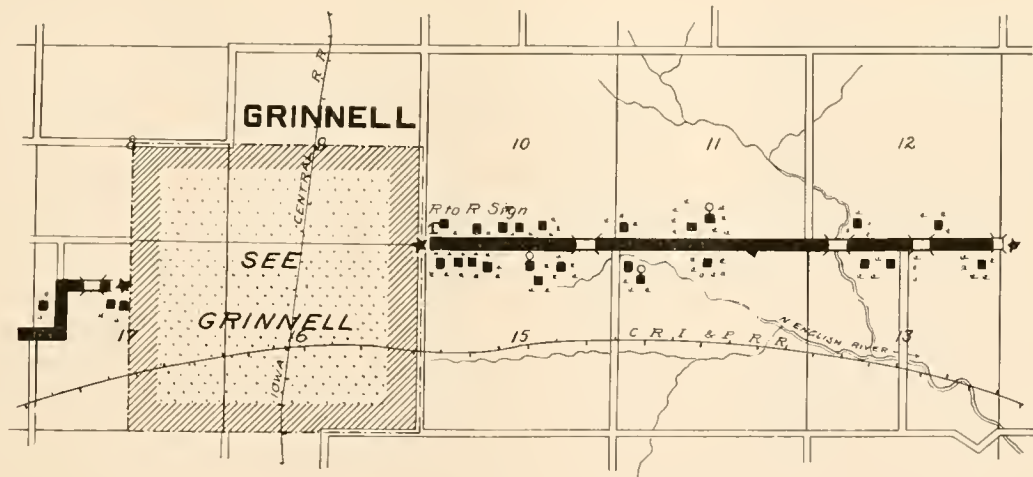 GRINNELL
8
9
10
11
12
R to R Sign
IOWA CENTRAL R R
SEE
GRINNELL
17
16
15
13
C R I & P R R
N ENGLISH RIVER